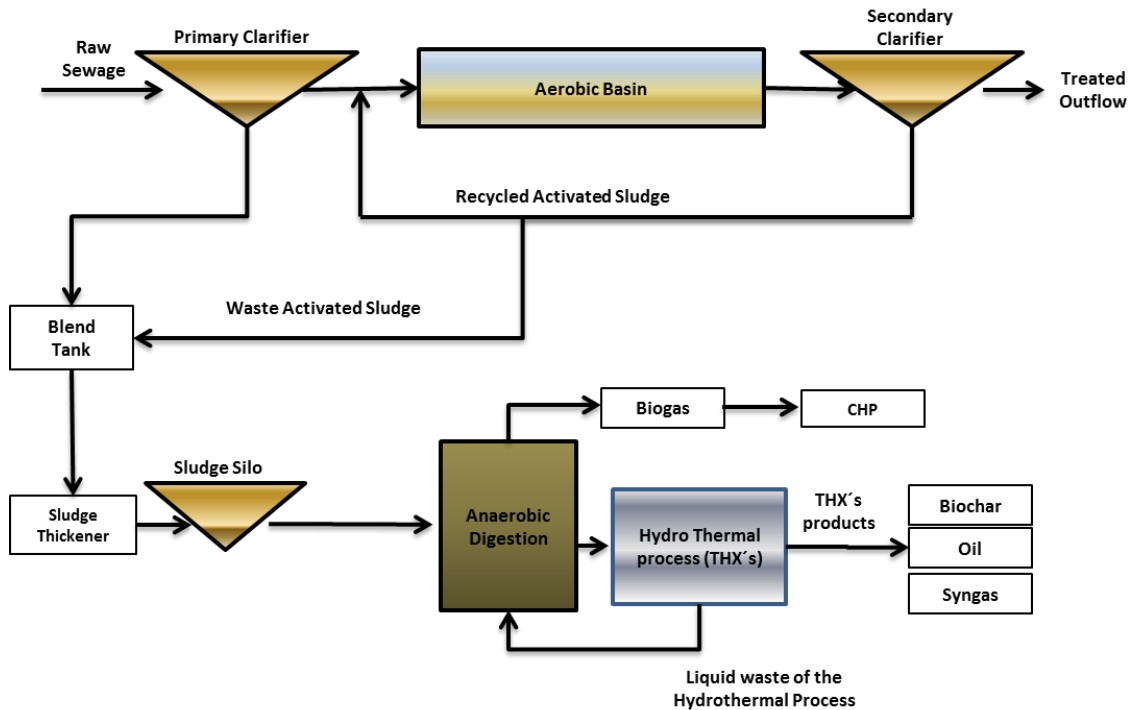 Raw
Sewage
Primary Clarifier
Aerobic Basin
Secondary
Clarifier
Treated
Outflow
Recycled Activated Sludge
Waste Activated Sludge
Blend
Tank
Biogas
CHP
Sludge Silo
Sludge
Thickener
Anaerobic
Digestion
Hydro Thermal
process (THX´s)
THX´s
products
Biochar
Oil
Syngas
Liquid waste of the
Hydrothermal Process